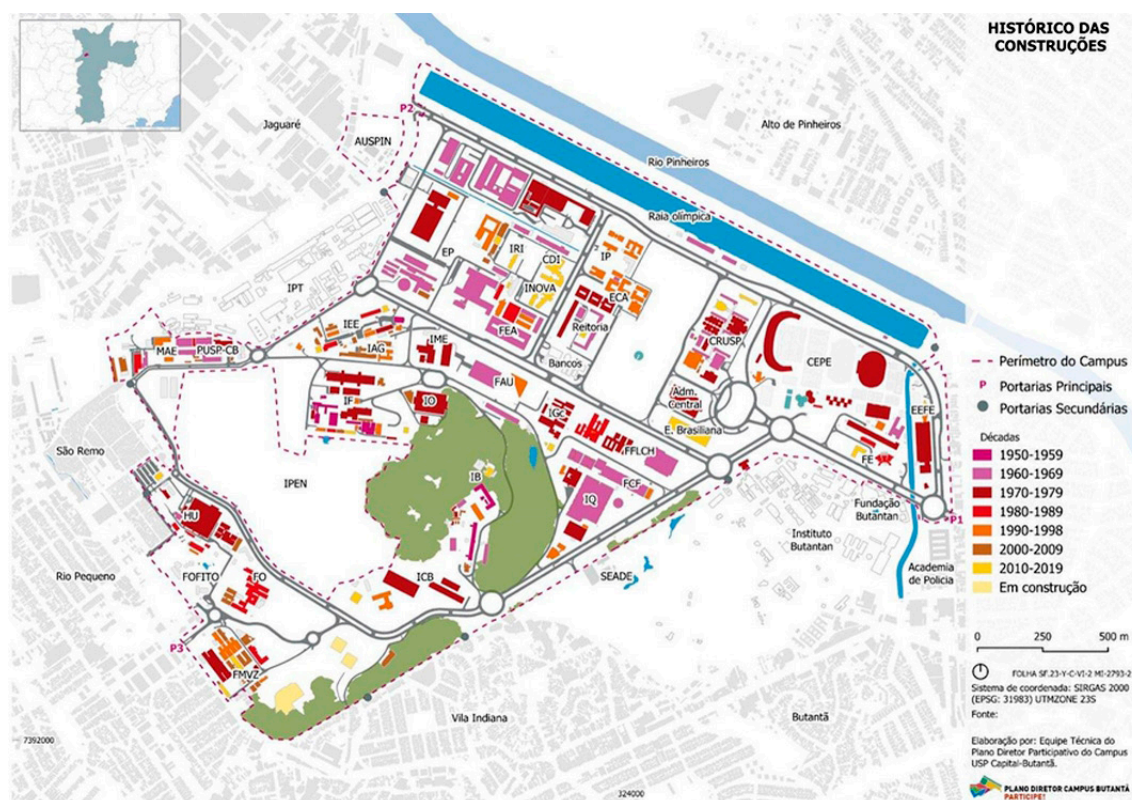 HISTÓRICO DAS
CONSTRUÇÕES
Jaguaré
P2
AUSPIN
Alto de Pinheiros
Rio Pinheiros
Raia olímpica
EP
IRI
CDI
IP
INOVA
ECA
IPT
Reitoria
FEA
CRUSP
CEPE
IEE
IAG
IME
MAE
PUSP-CB
Bancos
FAU
Adm.
Central
IF
IO
IGC
E. Brasiliana
EEFE
FFLCH
FE
São Remo
IPEN
IB
FCF
IQ
Fundação
Butantan
P1
HU
Instituto
Butantan
Rio Pequeno
FOFITO
FO
ICB
SEADE
Academia
de Policia
P3
FMVZ
Vila Indiana
Butantã
7392000
324000
Perímetro do Campus
P Portarias Principais
Portarias Secundárias
Décadas
1950-1959
1960-1969
1970-1979
1980-1989
1990-1998
2000-2009
2010-2019
Em construção
0 250 500 m
FOLHA SF.23-Y-C-VI-2 MI-2793-2
Sistema de coordenada: SIRGAS 2000
(EPSG: 31983) UTMZONE 23S
Fonte:
Elaboração por: Equipe Técnica do
Plano Diretor Participativo do Campus
USP Capital-Butantã.
PLANO DIRETOR CAMPUS BUTANTÃ
PARTICIPE!